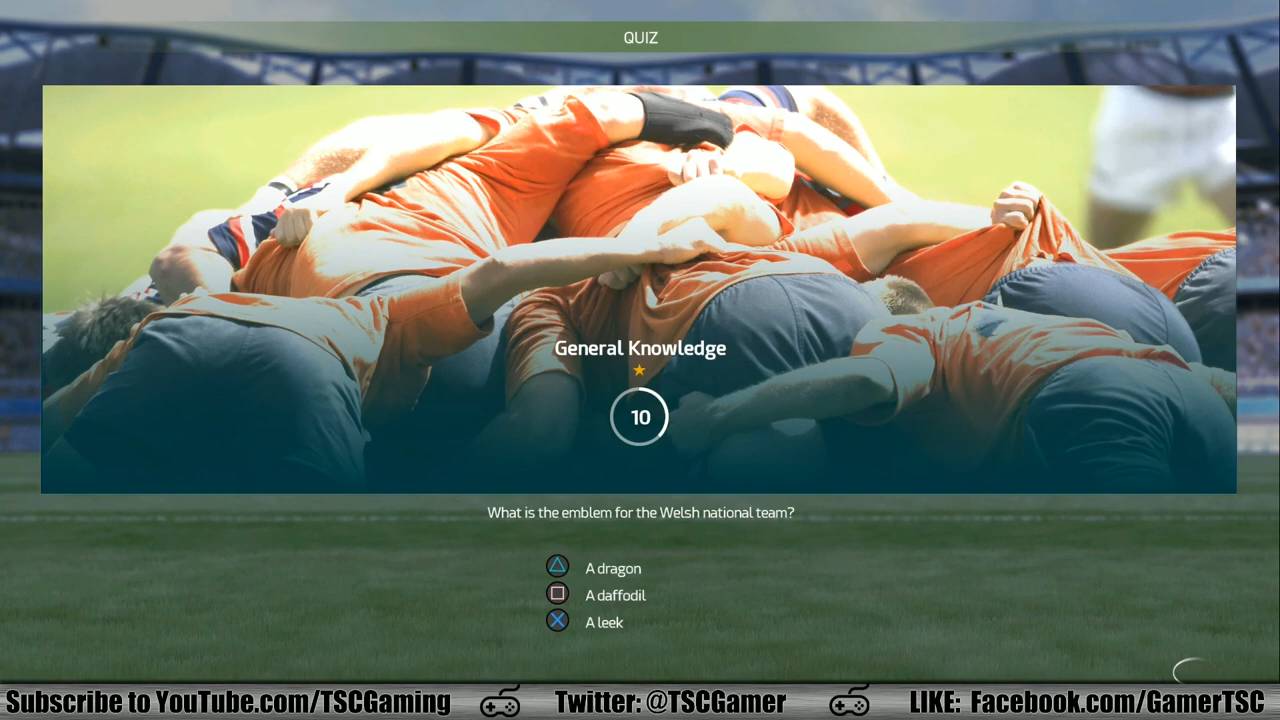 QUIZ
General Knowledge
10
What is the emblem for the Welsh national team?
A dragon
A daffodil
A leek
Subscribe to YouTube.com/TSCGaming Twitter: @TSCGamer LIKE: Facebook.com/GamerTSC